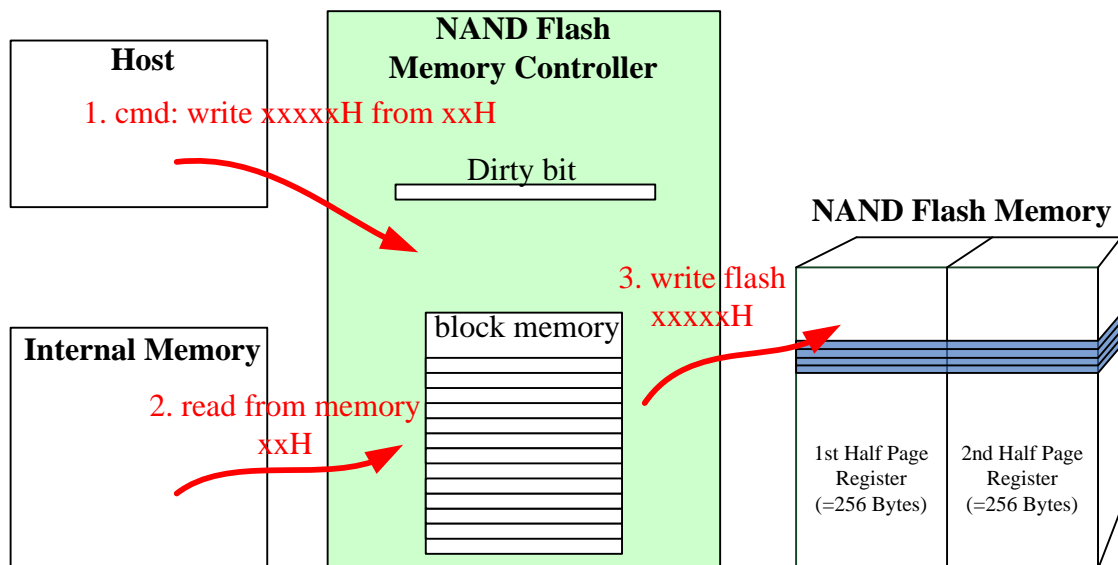 Host
1. cmd: write xxxxxH from xxH
NAND Flash
Memory Controller
Dirty bit
Internal Memory
2. read from memory
xxH
block memory
3. write flash
xxxxxH
NAND Flash Memory
1st Half Page
Register
(=256 Bytes)
2nd Half Page
Register
(=256 Bytes)